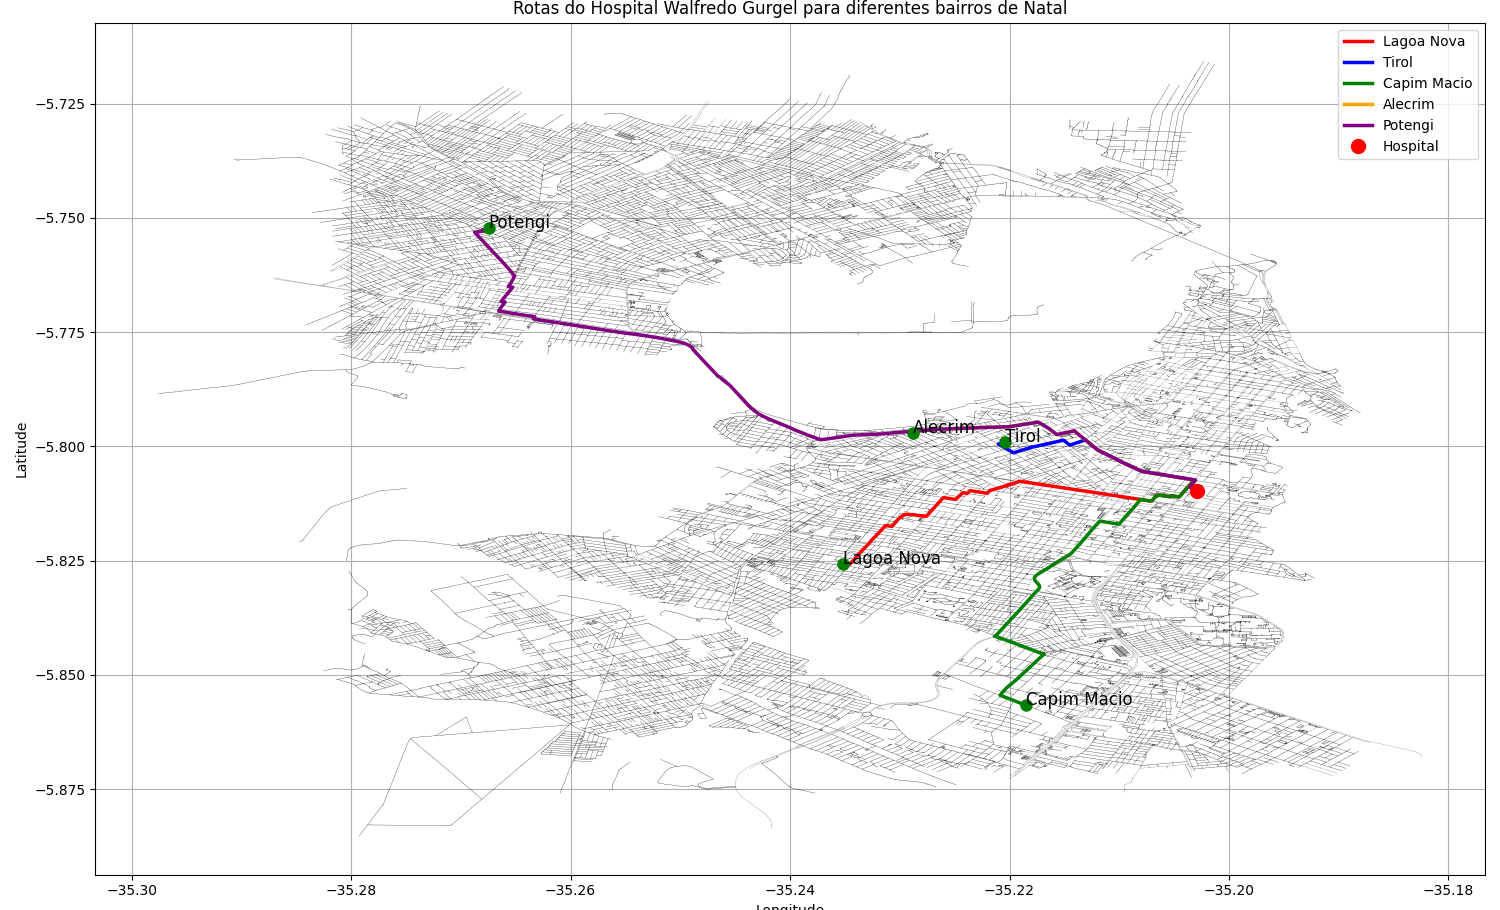 Rotas do Hospital Walfredo Gurgel para diferentes bairros de Natal
Lagoa Nova
Tirol
Capim Macio
Alecrim
Potengi
Hospital
−5.725
−5.750
−5.775
−5.800
−5.825
−5.850
−5.875
Latitude
Potengi
Alecrim
Tirol
Lagoa Nova
Capim Macio
−35.30
−35.28
−35.26
−35.24
−35.22
−35.20
−35.18
Longitude